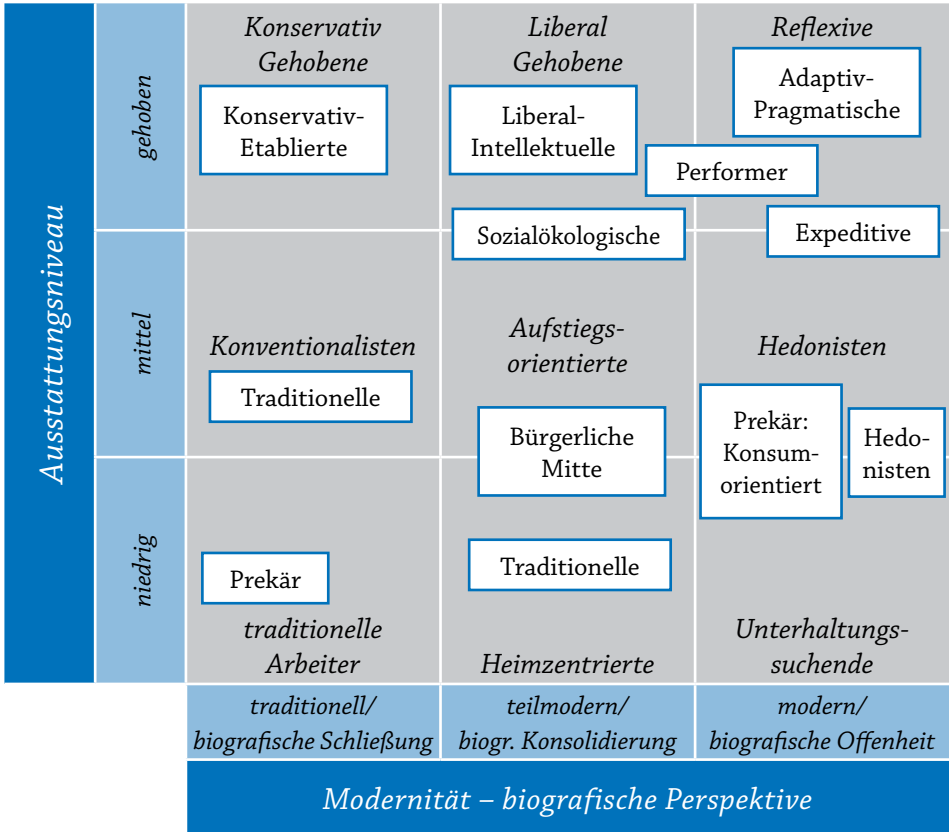 Ausstattungsniveau
gehoben
Konservativ
Gehobene
Konservativ-
Etablierte
Liberal
Gehobene
Liberal-
Intellektuelle
Reflexive
Adaptiv-
Pragmatische
Performer
Sozialökologische
Expeditive
mittel
Konventionalisten
Traditionelle
Aufstiegs-
orientierte
Bürgerliche
Mitte
Hedonisten
Prekär:
Konsum-
orientiert
Hedo-
nisten
niedrig
Prekär
traditionelle
Arbeiter
Traditionelle
Heimzentrierte
Unterhaltungs-
suchende
traditionell/
biografische Schließung
teilmodern/
biogr. Konsolidierung
modern/
biografische Offenheit
Modernität – biografische Perspektive